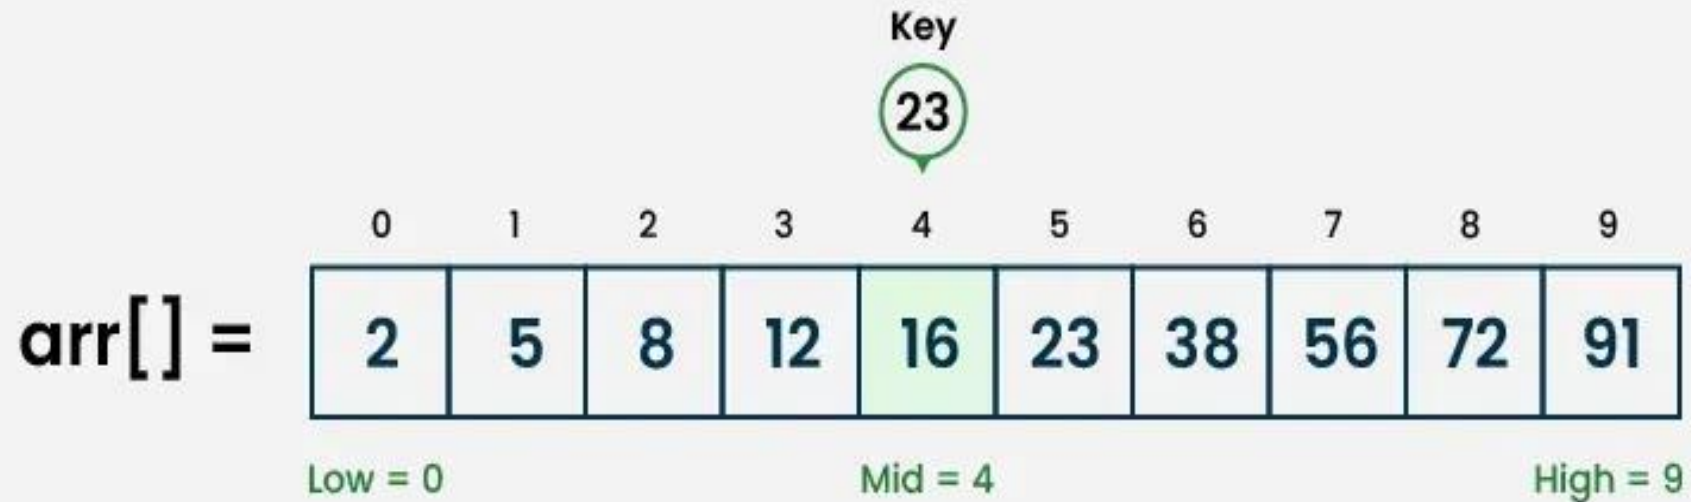 Key
23
0 1 2 3 4 5 6 7 8 9
arr[] = 2 5 8 12 16 23 38 56 72 91
Low = 0 Mid = 4 High = 9